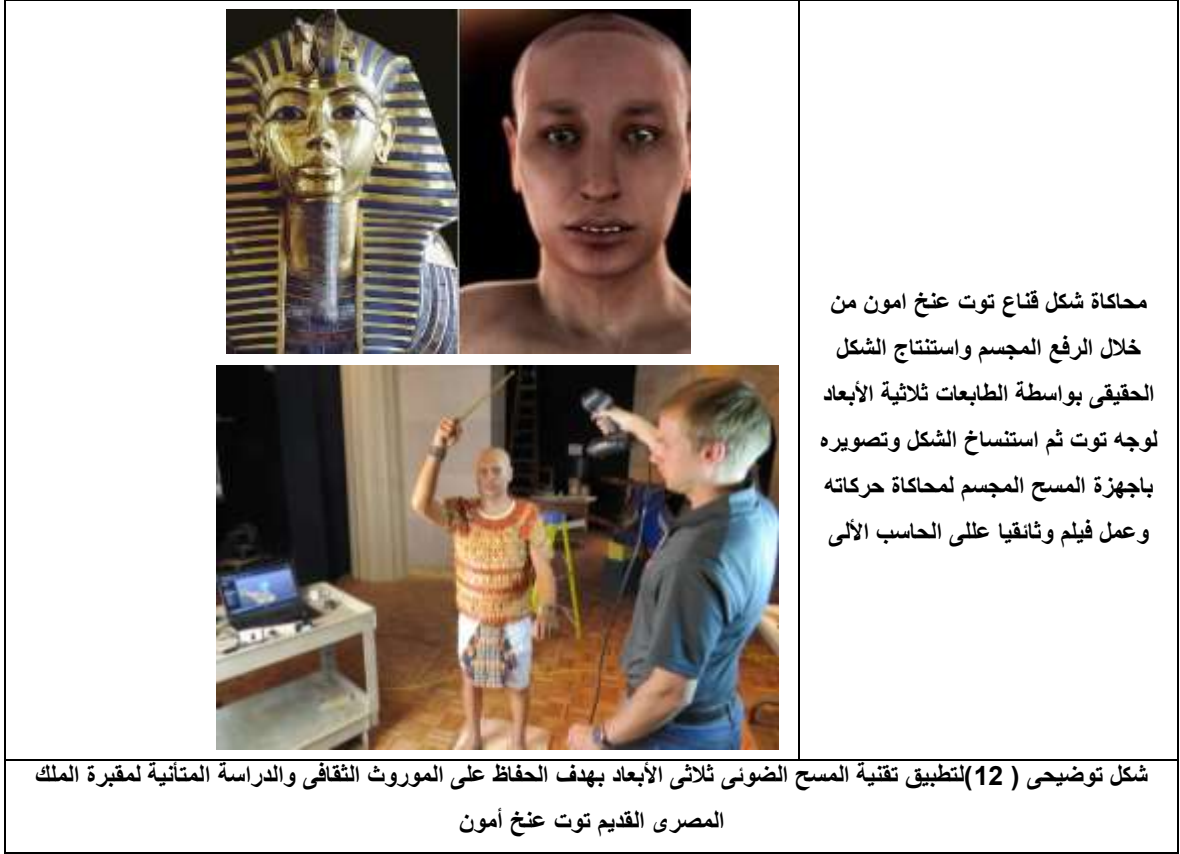 محاكاة شكل قناع توت عنخ امون من
خلال الرفع المجسم واستنتاج الشكل
الحقيقى بواسطة الطابعات ثلاثية الأبعاد
لوجه توت ثم استنساخ الشكل وتصويره
باجهزة المسح المجسم لمحاكاة حركاته
وعمل فيلم وثائقيا عللى الحاسب الألى
شكل توضيحى ( 12)لتطبيق تقنية المسح الضوئى ثلاثى الأبعاد بهدف الحفاظ على الموروث الثقافى والدراسة المتأنية لمقبرة الملك
المصرى القديم توت عنخ أمون